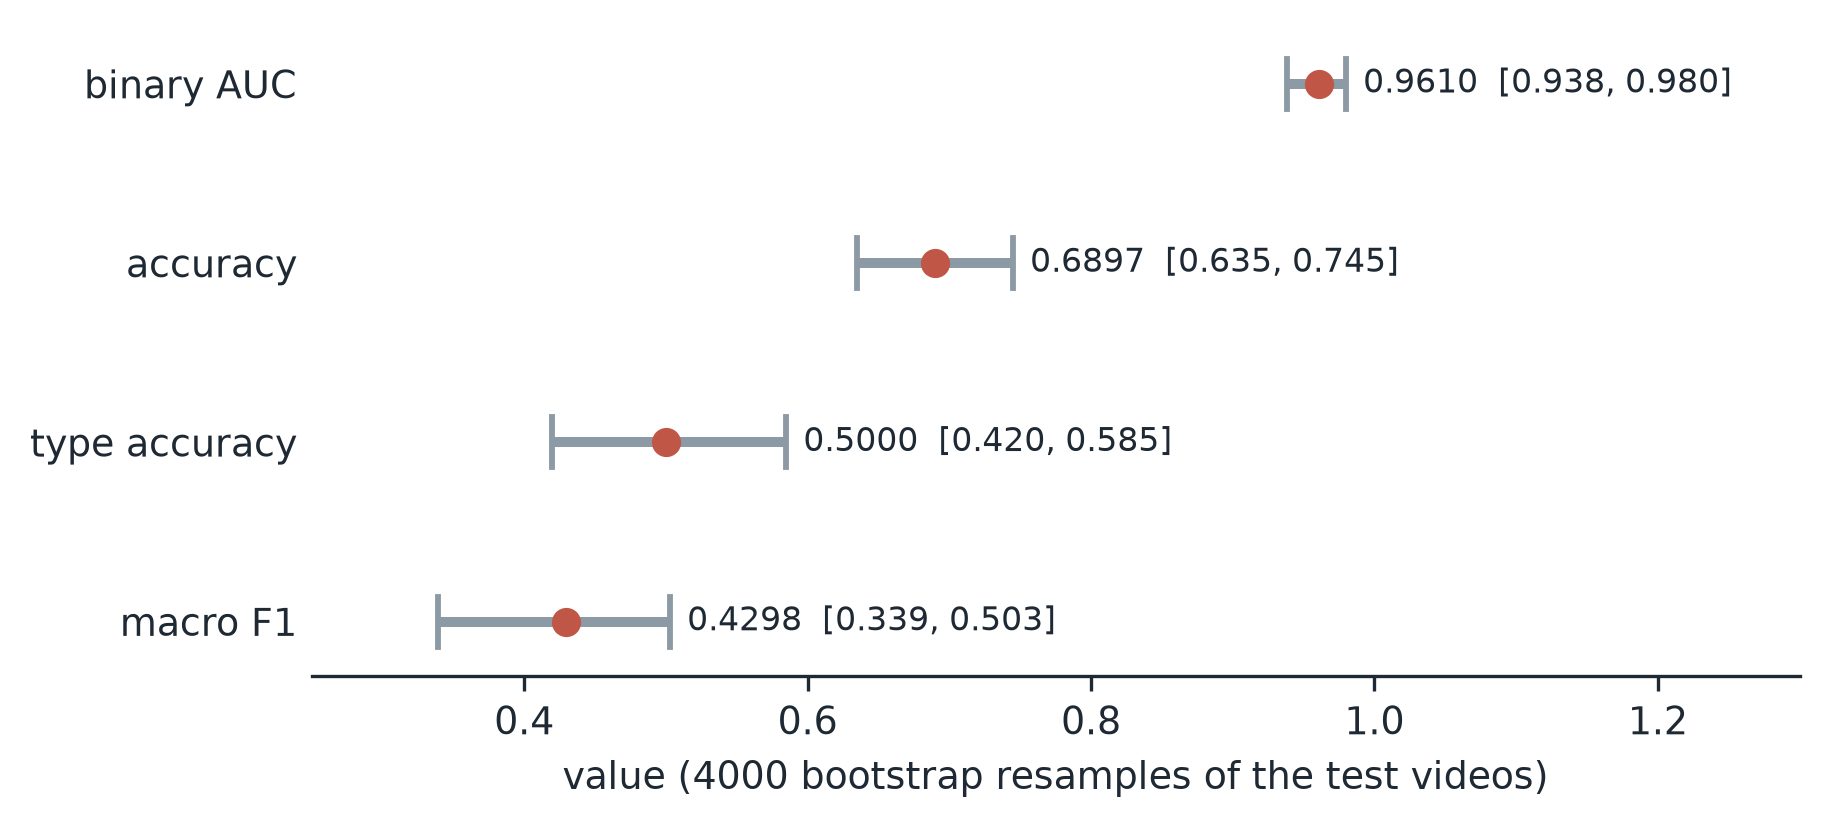 binary AUC
0.9610 [0.938, 0.980]
accuracy
0.6897 [0.635, 0.745]
type accuracy
0.5000 [0.420, 0.585]
macro F1
0.4298 [0.339, 0.503]
0.4 0.6 0.8 1.0 1.2
value (4000 bootstrap resamples of the test videos)